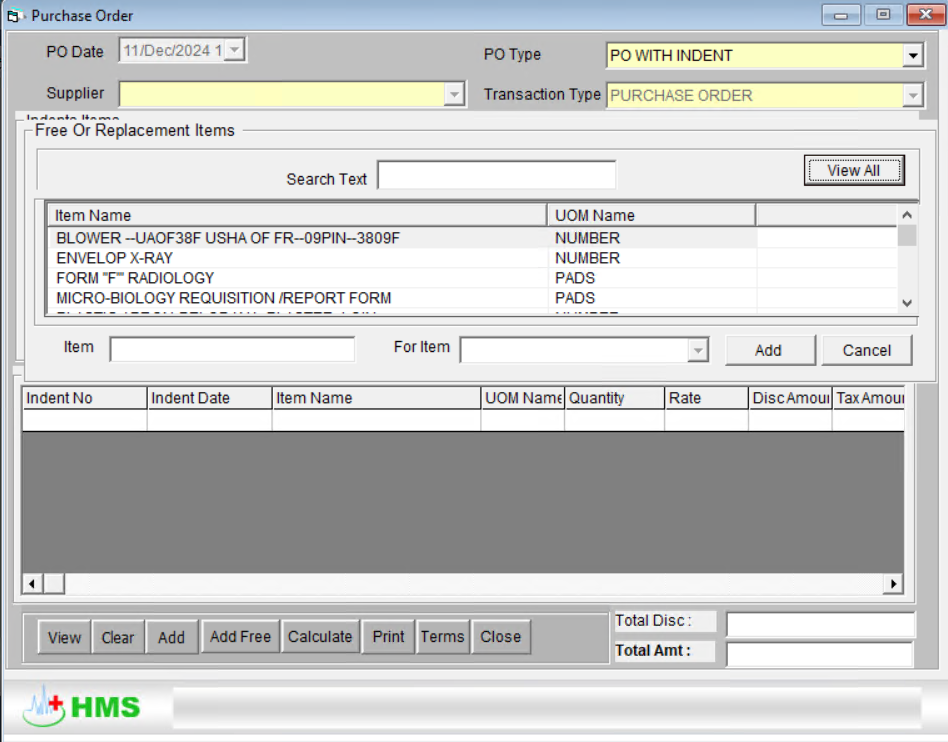 Purchase Order
PO Date 11/Dec/2024 1 PO Type PO WITH INDENT
Supplier Transaction Type PURCHASE ORDER
Indents Items
Free Or Replacement Items
Search Text View All
Item Name UOM Name
BLOWER --UAOF38F USHA OF FR--09PIN--3809F NUMBER
ENVELOP X-RAY NUMBER
FORM "F" RADIOLOGY PADS
MICRO-BIOLOGY REQUISITION /REPORT FORM PADS
Item For Item Add Cancel
Indent No Indent Date Item Name UOM Name Quantity Rate Disc Amour Tax Amour
View Clear Add Add Free Calculate Print Terms Close Total Disc :
Total Amt :
HMS